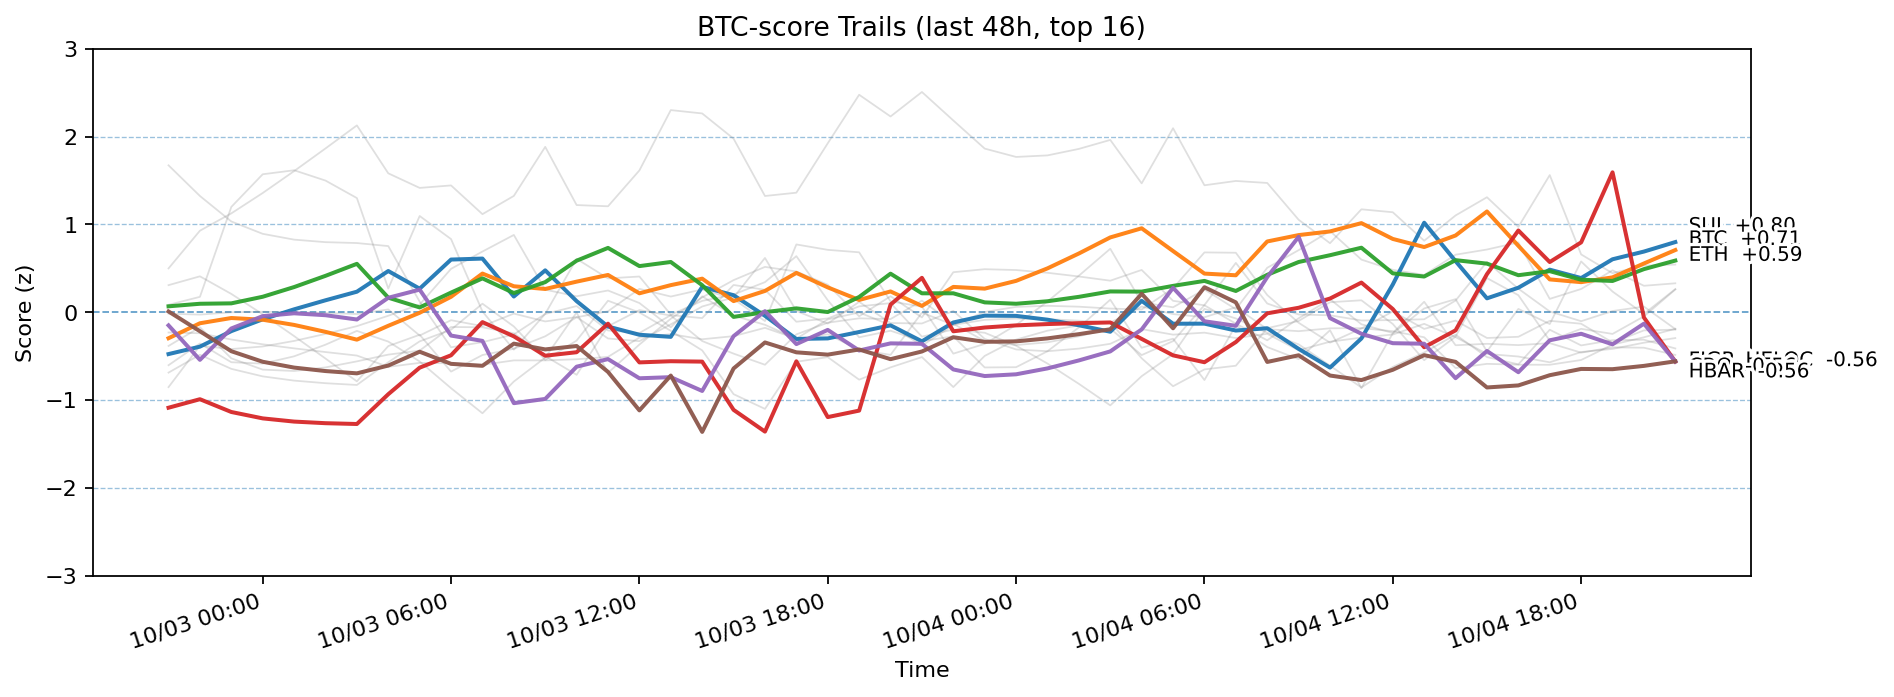 BTC-score Trails (last 48h, top 16)
Score (z)
3
2
1
0
−1
−2
−3
+0.80
BTC +0.71
ETH +0.59
-0.56
HBAR -0.56
10/03 00:00
10/03 06:00
10/03 12:00
10/03 18:00
10/04 00:00
10/04 06:00
10/04 12:00
10/04 18:00
Time